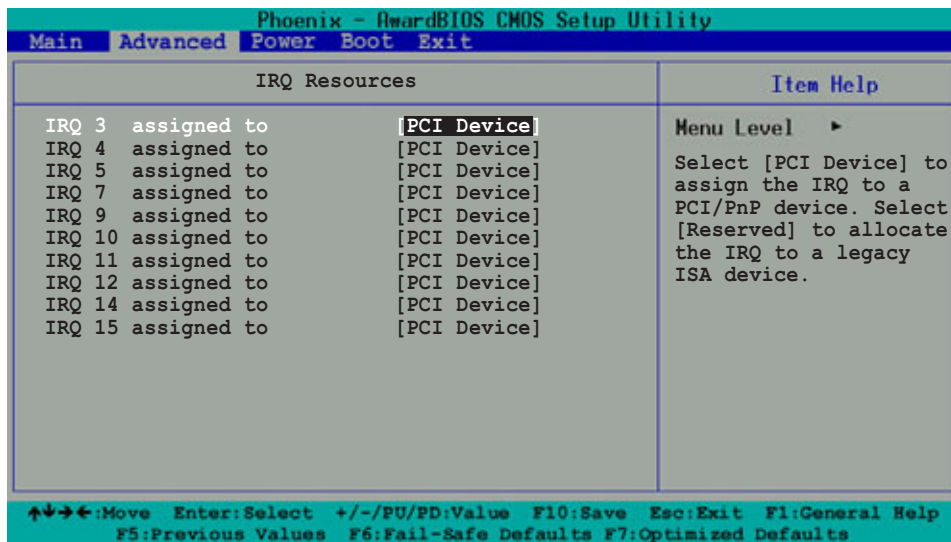 Phoenix - AwardBIOS CMOS Setup Utility
Main Advanced Power Boot Exit
IRQ Resources
IRQ 3 assigned to [PCI Device]
IRQ 4 assigned to [PCI Device]
IRQ 5 assigned to [PCI Device]
IRQ 7 assigned to [PCI Device]
IRQ 9 assigned to [PCI Device]
IRQ 10 assigned to [PCI Device]
IRQ 11 assigned to [PCI Device]
IRQ 12 assigned to [PCI Device]
IRQ 14 assigned to [PCI Device]
IRQ 15 assigned to [PCI Device]
Item Help
Menu Level ►
Select [PCI Device] to
assign the IRQ to a
PCI/PnP device. Select
[Reserved] to allocate
the IRQ to a legacy
ISA device.
↑↓→←:Move Enter:Select +/-/PU/PD:Value F10:Save Esc:Exit F1:General Help
F5:Previous Values F6:Fail-Safe Defaults F7:Optimized Defaults